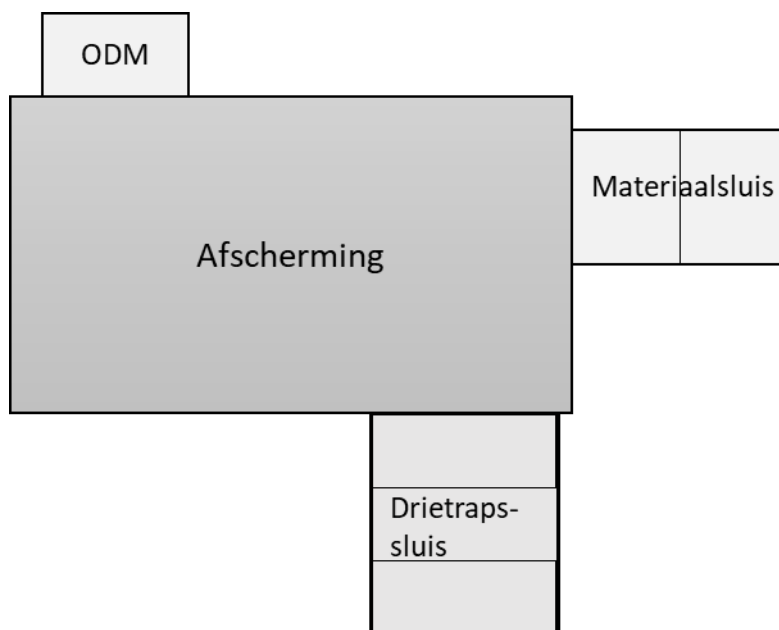 ODM
Materiaalsluis
Afscherming
Drietraps-
sluis